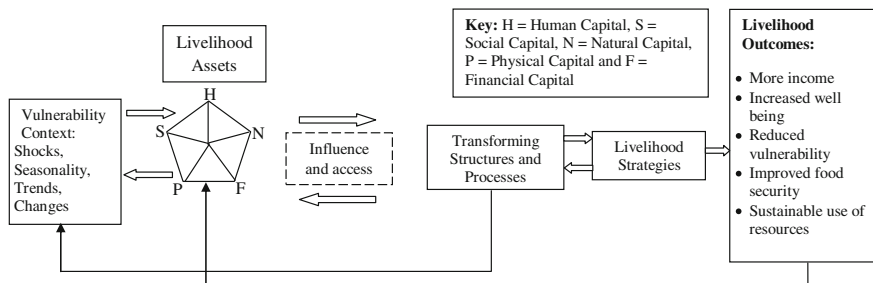 Livelihood
Assets
Key: H = Human Capital, S =
Social Capital, N = Natural Capital,
P = Physical Capital and F =
Financial Capital
Livelihood
Outcomes:
• More income
• Increased well
being
• Reduced
vulnerability
• Improved food
security
• Sustainable use of
resources
Vulnerability
Context:
Shocks,
Seasonality,
Trends,
Changes
H
S
N
P
F
Influence
and access
Transforming
Structures and
Processes
Livelihood
Strategies